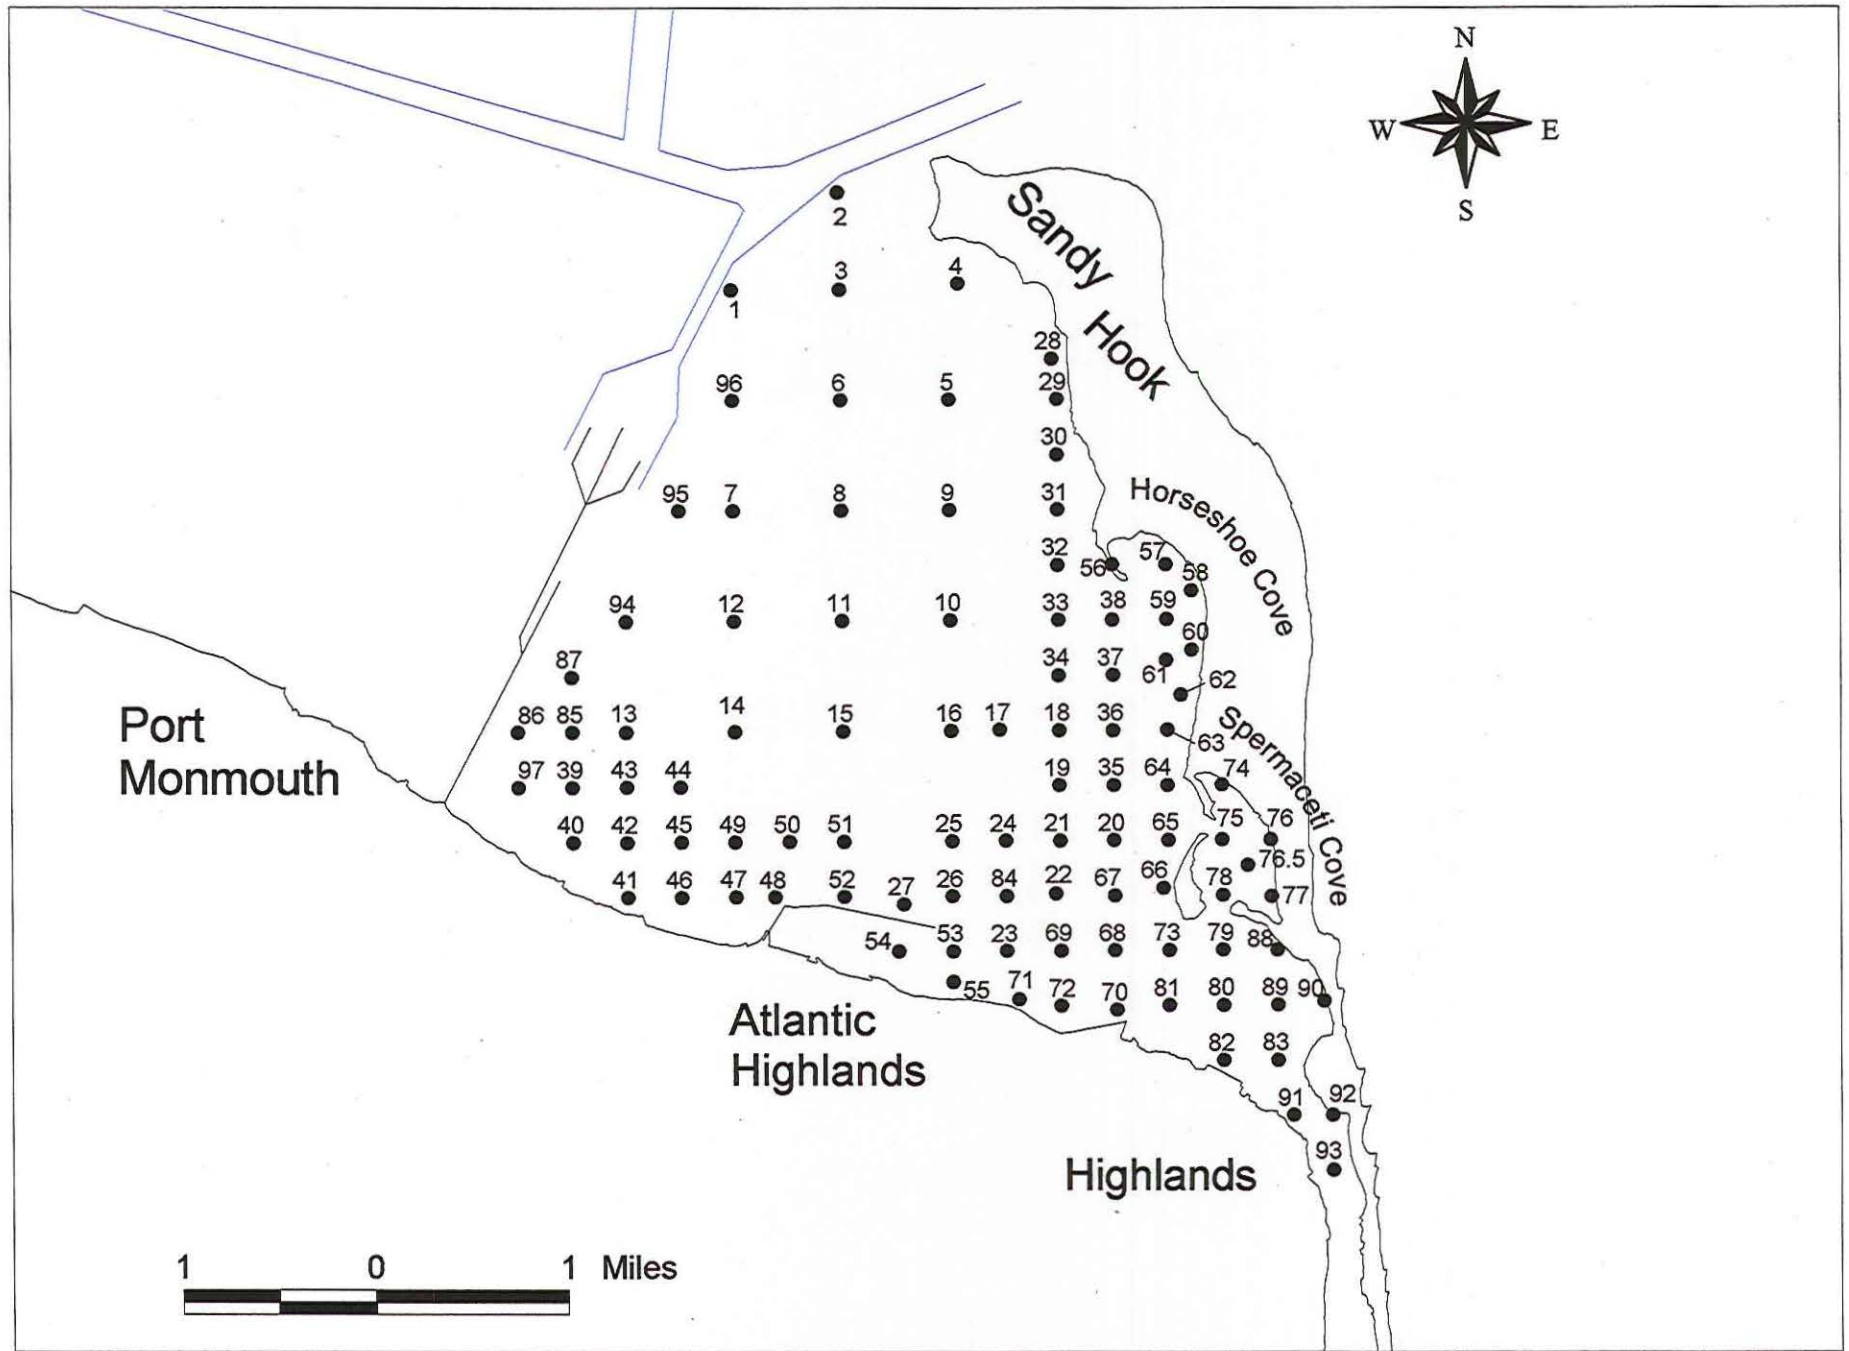 N
W E
S
Sandy
Hook
2
3 4
1
28
96 6 5 29
30
95 7 8 9 31
Horseshoe Cove
32 56 57
58
94 12 11 10 33 38 59
60
87 34 37 61
62
Port
Monmouth
86 85 13 14 15 16 17 18 36
63
Spermaceti Cove
97 39 43 44 19 35 64 74
40 42 45 49 50 51 25 24 21 20 65 75 76
76.5
41 46 47 48 52 27 26 84 22 67 66 78 77
54 53 23 69 68 73 79 88
55 71 72 70 81 80 89 90
Atlantic
Highlands
82 83
91 92
93
Highlands
1 0 1 Miles